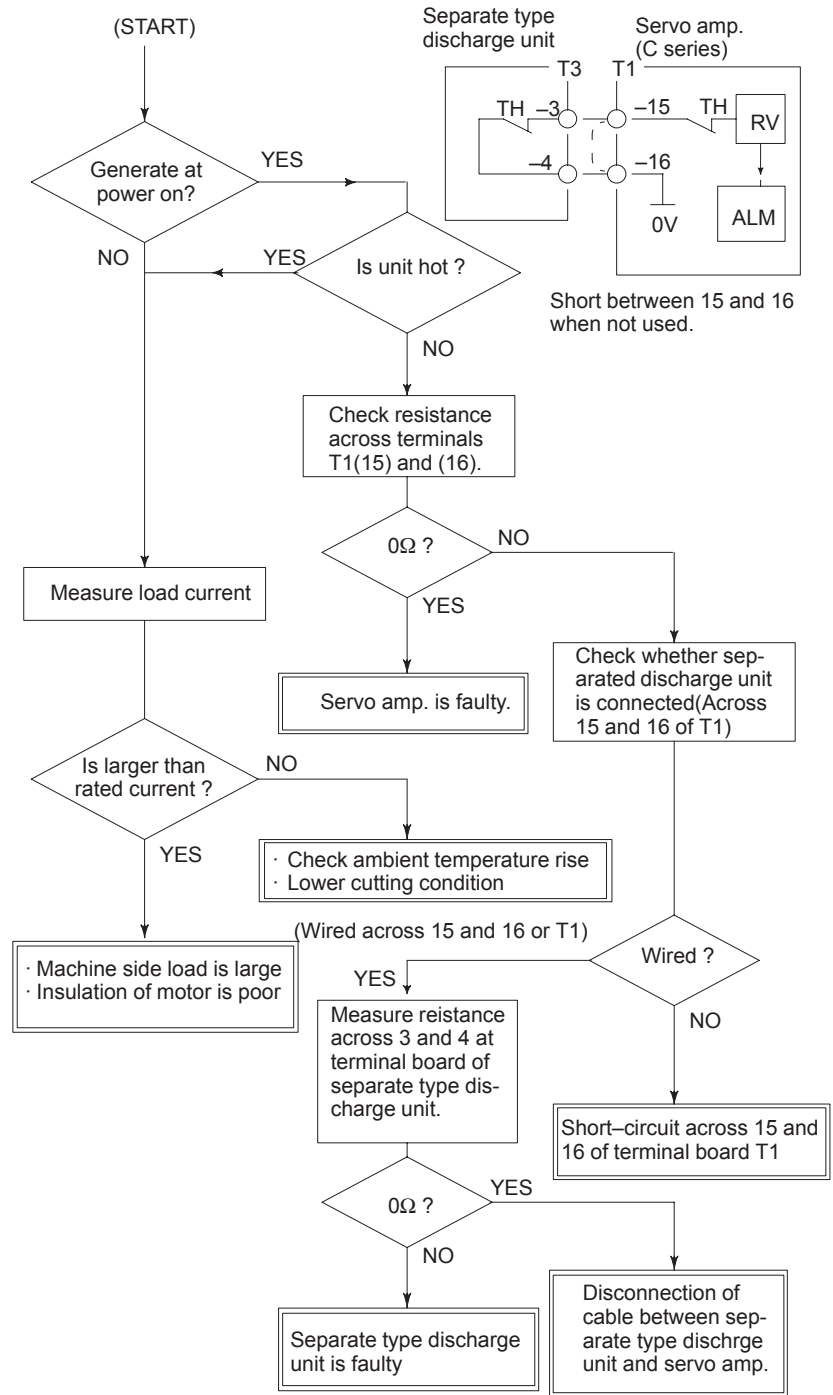 (START)
Separate type
discharge unit
Servo amp.
(C series)
T3
T1
TH
–3
–15
TH
RV
–4
–16
0V
ALM
Short betrween 15 and 16
when not used.
Generate at
power on?
YES
NO
YES
Is unit hot ?
NO
Check resistance
across terminals
T1(15) and (16).
0Ω ?
NO
YES
Measure load current
Servo amp. is faulty.
Check whether sep-
arated discharge unit
is connected(Across
15 and 16 of T1)
Is larger than
rated current ?
NO
YES
· Check ambient temperature rise
· Lower cutting condition
(Wired across 15 and 16 or T1)
Wired ?
YES
NO
· Machine side load is large
· Insulation of motor is poor
Measure reistance
across 3 and 4 at
terminal board of
separate type dis-
charge unit.
Short–circuit across 15 and
16 of terminal board T1
0Ω ?
YES
NO
Separate type discharge
unit is faulty
Disconnection of
cable between sep-
arate type dischrge
unit and servo amp.